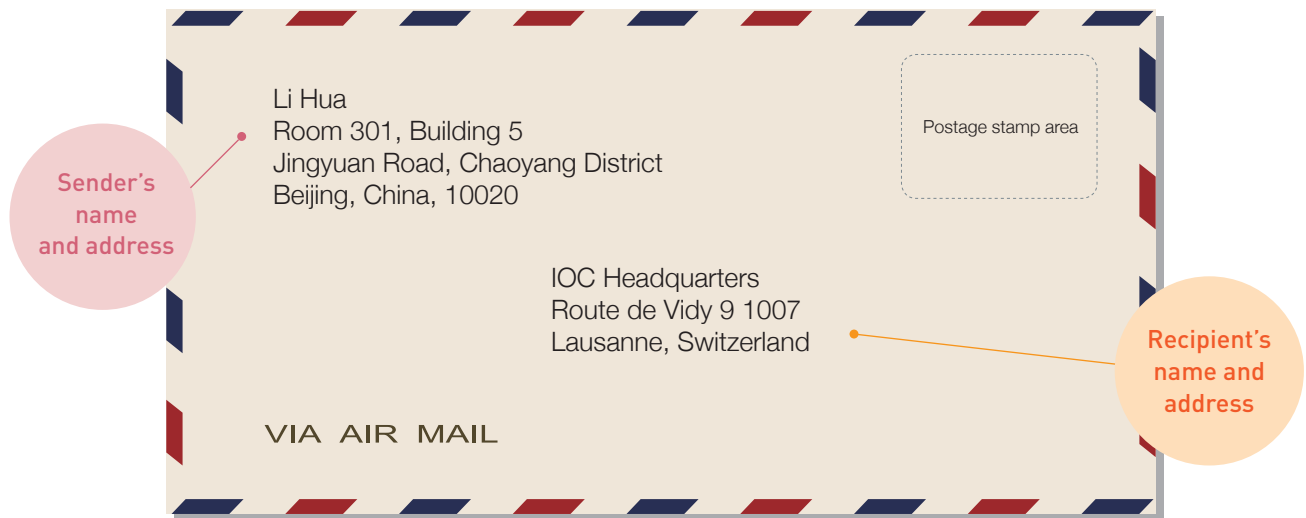 Li Hua
Room 301, Building 5
Jingyuan Road, Chaoyang District
Beijing, China, 10020
Postage stamp area
Sender's
name
and address
IOC Headquarters
Route de Vidy 9 1007
Lausanne, Switzerland
Recipient's
name and
address
VIA AIR MAIL